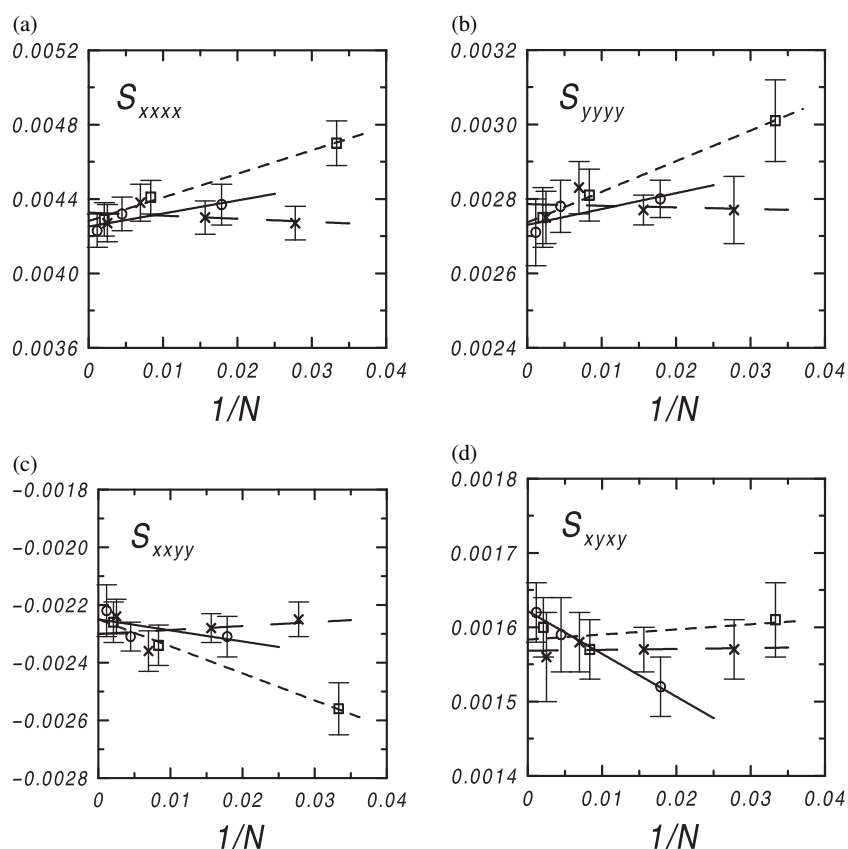 (a)
0.0052
0.0048
0.0044
0.0040
0.0036
S xxxx
0 0.01 0.02 0.03 0.04
1/N
(b)
0.0032
0.0030
0.0028
0.0026
0.0024
S yyyy
0 0.01 0.02 0.03 0.04
1/N
(c)
−0.0018
−0.0020
−0.0022
−0.0024
−0.0026
−0.0028
S xxyy
0 0.01 0.02 0.03 0.04
1/N
(d)
0.0018
0.0017
0.0016
0.0015
0.0014
S xyxy
0 0.01 0.02 0.03 0.04
1/N